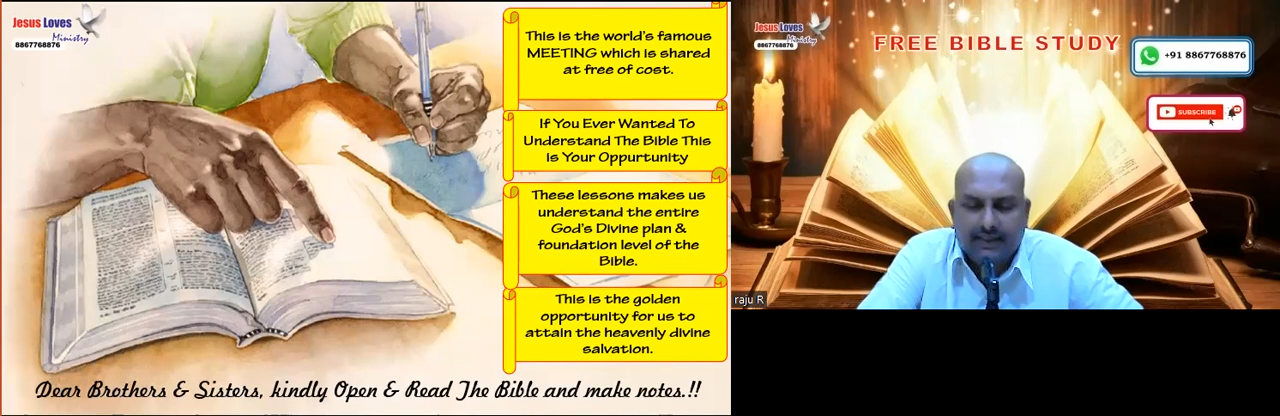 Jesus Loves
Ministry
8867768876
This is the world's famous
MEETING which is shared
at free of cost.
If You Ever Wanted To
Understand The Bible This
is Your Oppurtunity
These lessons makes us
understand the entire
God's Divine plan &
foundation level of the
Bible.
This is the golden
opportunity for us to
attain the heavenly divine
salvation.
Dear Brothers & Sisters, kindly Open & Read The Bible and make notes.!!
Jesus Loves
Ministry
8867768876
FREE BIBLE STUDY
+91 8867768876
SUBSCRIBE
raju R